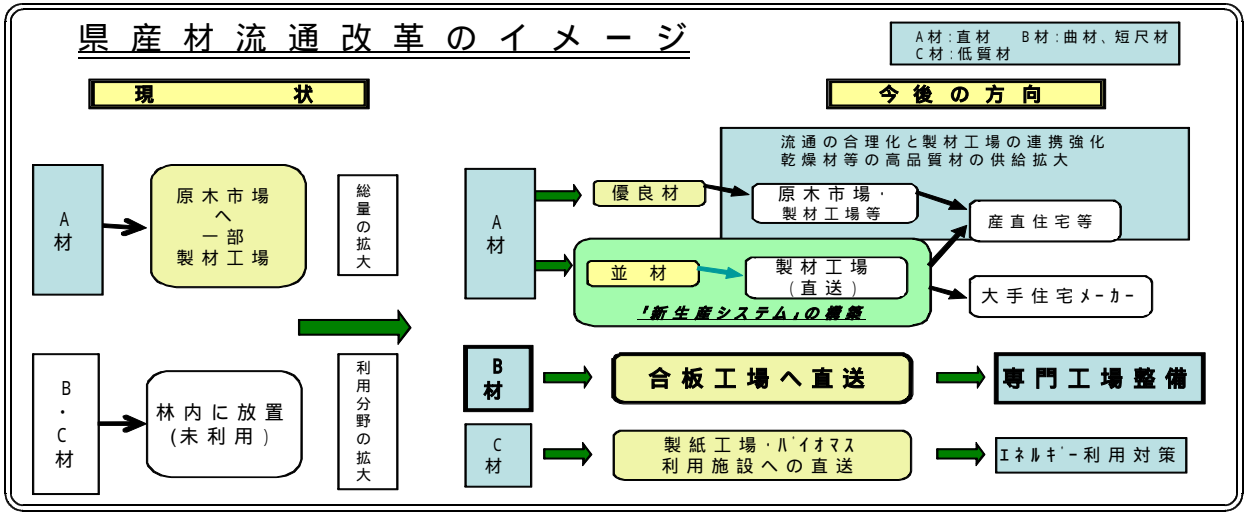 県産材流通改革のイメージ
A材:直材　B材:曲材、短尺材
C材:低質材
現状
今後の方向
A
材
原木市場
へ
一部
製材工場
総量の拡大
B
・
C
材
林内に放置
(未利用)
利用分野の拡大
流通の合理化と製材工場の連携強化
乾燥材等の高品質材の供給拡大
A
材
優良材
原木市場・
製材工場等
産直住宅等
並材
製材工場
(直送)
「新生産システム」の構築
大手住宅メーカー
B
材
合板工場へ直送
専門工場整備
C
材
製紙工場・バイオマス
利用施設への直送
エネルギー利用対策